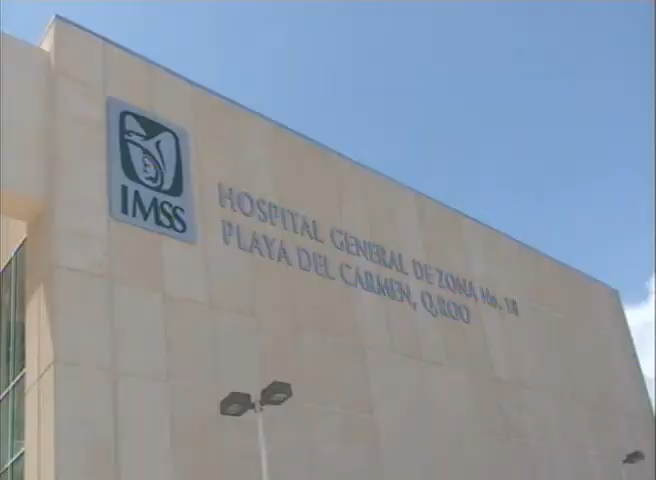 IMSS
HOSPITAL GENERAL DE ZONA No. 18
PLAYA DEL CARMEN, Q.ROO